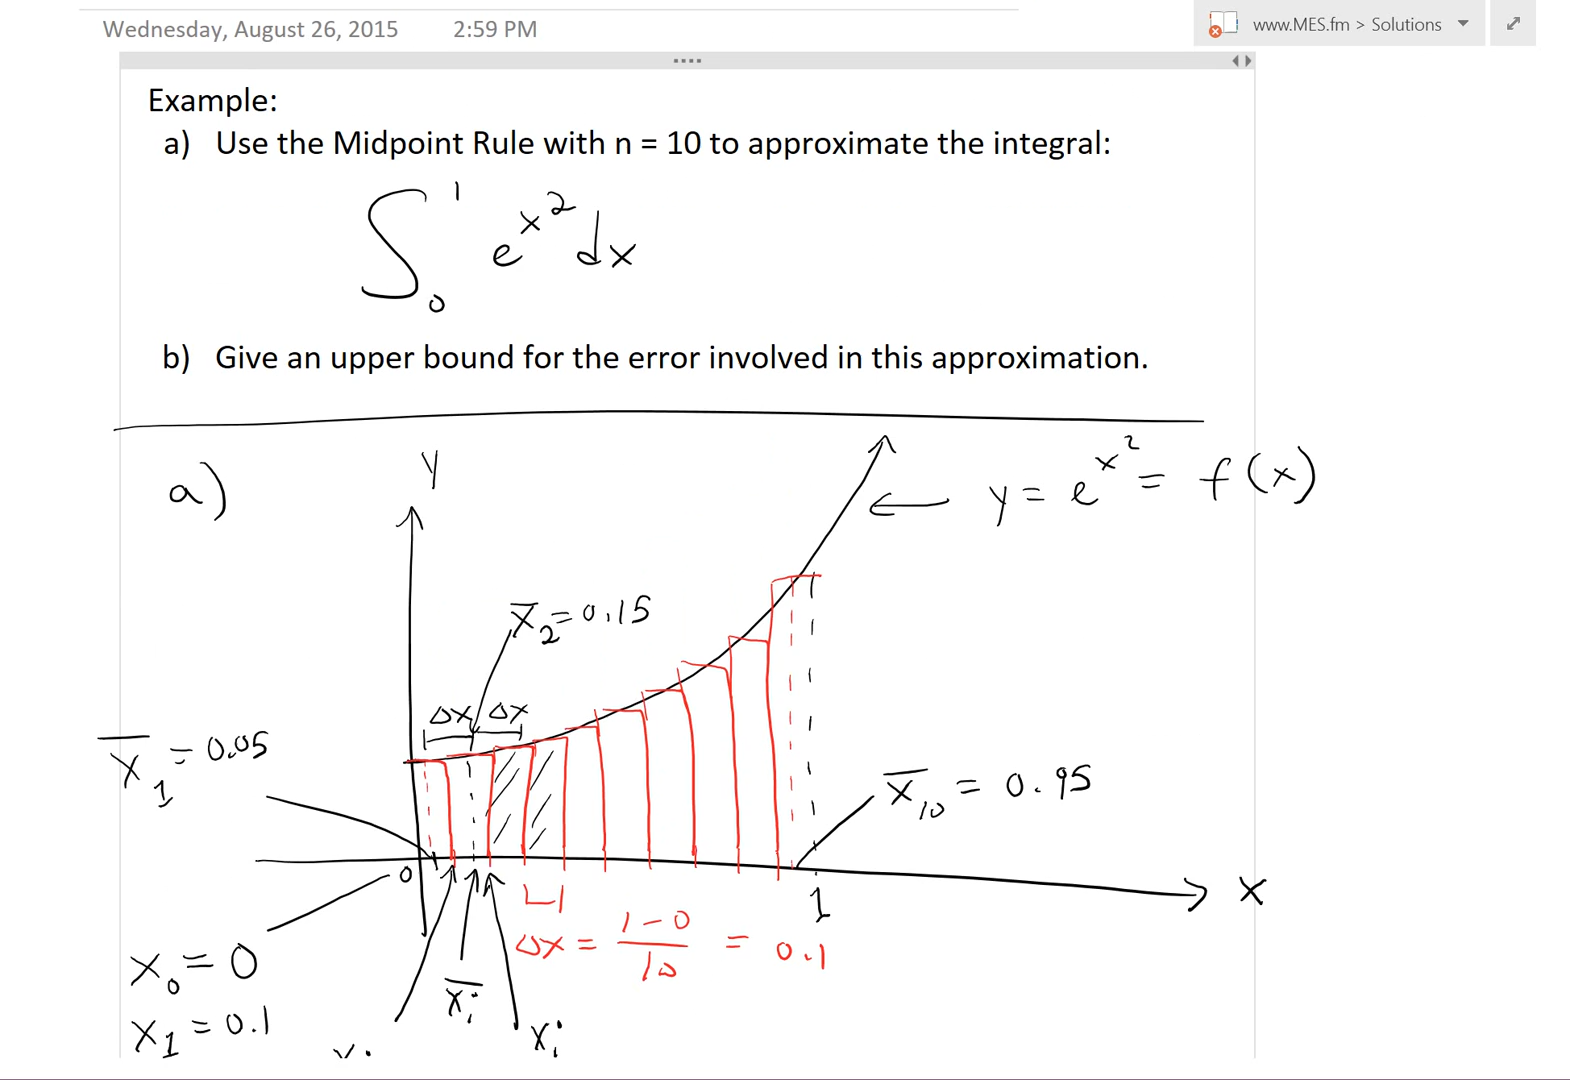 Wednesday, August 26, 2015 2:59 PM
www.MES.fm > Solutions
Example:
a) Use the Midpoint Rule with n = 10 to approximate the integral:
∫₀¹ e^x² dx
b) Give an upper bound for the error involved in this approximation.
a)
y
y = e^x² = f(x)
x̄₂ = 0.15
Δx Δx
x̄₁ = 0.05
x̄₁₀ = 0.95
0
1
x
Δx = (1 - 0)/10 = 0.1
x₀ = 0
x̄ᵢ
x₁ = 0.1
xᵢ